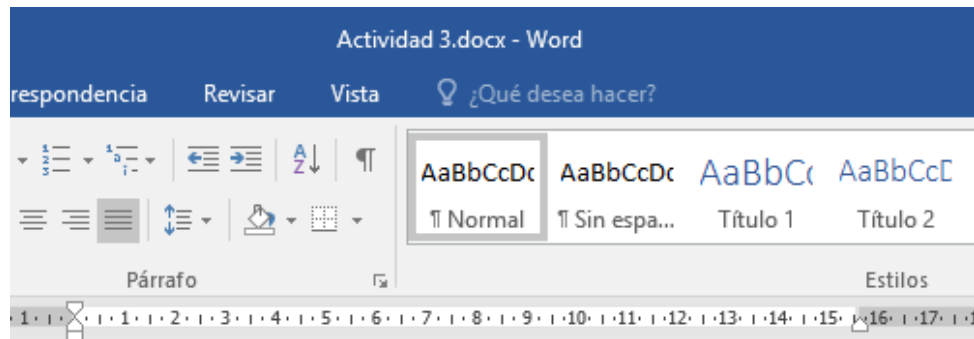 Actividad 3.docx - Word
respondencia Revisar Vista ¿Qué desea hacer?
AaBbCcDc AaBbCcDc AaBbC AaBbCcD
¶ Normal ¶ Sin espa... Título 1 Título 2
Párrafo Estilos
1 1 2 3 4 5 6 7 8 9 10 11 12 13 14 15 16 17